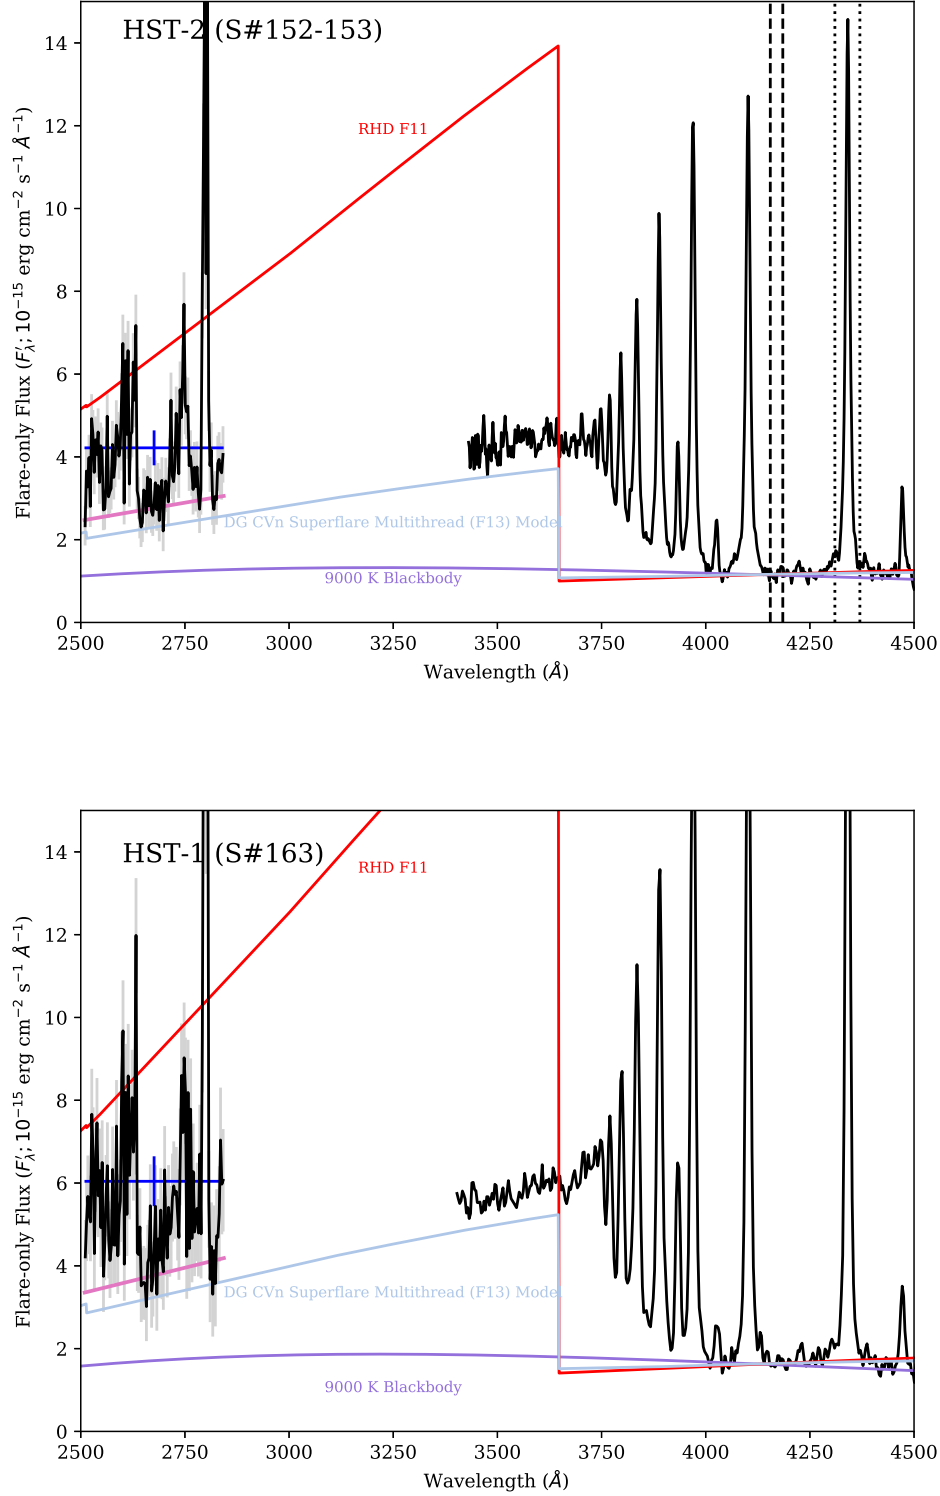 HST-2 (S#152-153)
14
12
10
8
6
4
2
0
Flare-only Flux (F′λ; 10⁻¹⁵ erg cm⁻² s⁻¹ Å⁻¹)
RHD F11
DG CVn Superflare Multithread (F13) Model
9000 K Blackbody
2500 2750 3000 3250 3500 3750 4000 4250 4500
Wavelength (Å)
HST-1 (S#163)
14
12
10
8
6
4
2
0
Flare-only Flux (F′λ; 10⁻¹⁵ erg cm⁻² s⁻¹ Å⁻¹)
RHD F11
DG CVn Superflare Multithread (F13) Model
9000 K Blackbody
2500 2750 3000 3250 3500 3750 4000 4250 4500
Wavelength (Å)